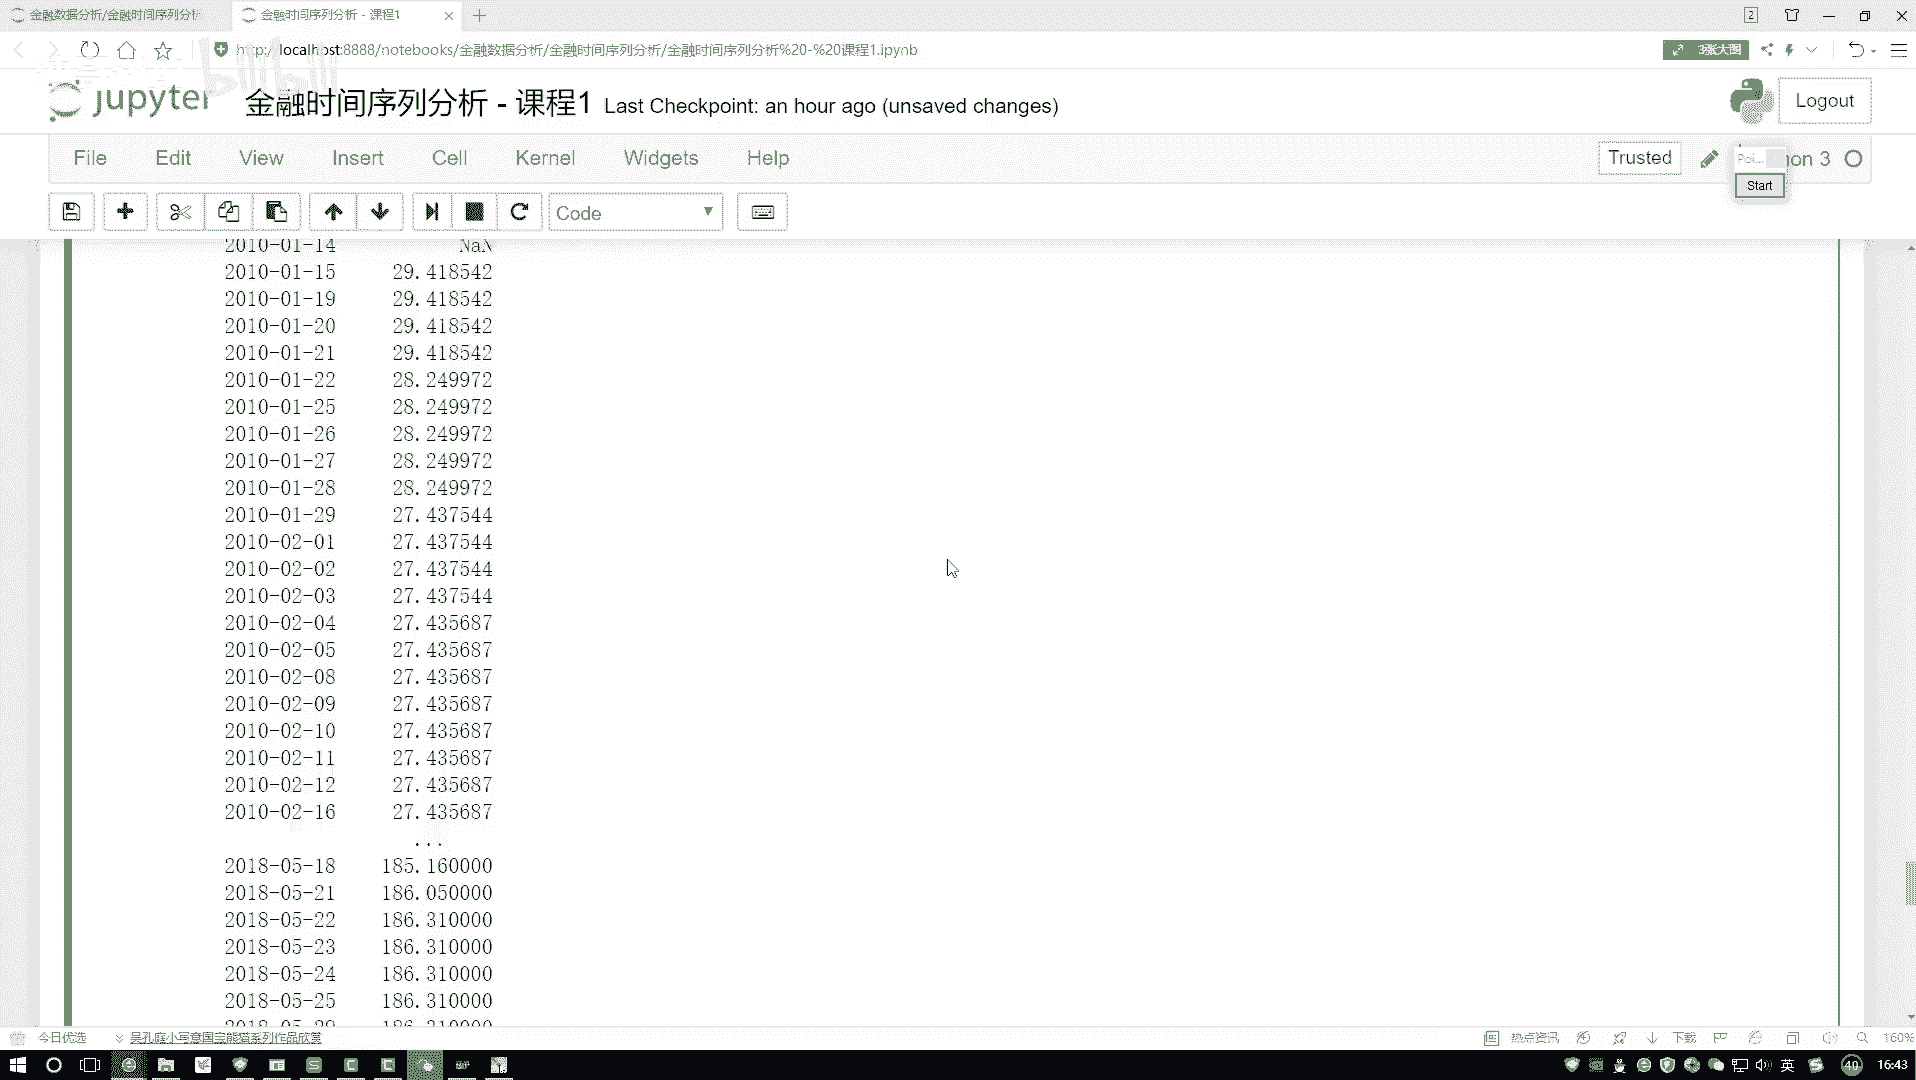 金融数据分析/金融时间序列分析
金融时间序列分析 - 课程1
2
http://localhost:8888/notebooks/金融数据分析/金融时间序列分析/金融时间序列分析%20-%20课程1.ipynb
3张大图
bilibili
jupyter 金融时间序列分析 - 课程1 Last Checkpoint: an hour ago (unsaved changes)
Logout
File Edit View Insert Cell Kernel Widgets Help
Trusted
Poi... hon 3
Start
Code
2010-01-14 NaN
2010-01-15 29.418542
2010-01-19 29.418542
2010-01-20 29.418542
2010-01-21 29.418542
2010-01-22 28.249972
2010-01-25 28.249972
2010-01-26 28.249972
2010-01-27 28.249972
2010-01-28 28.249972
2010-01-29 27.437544
2010-02-01 27.437544
2010-02-02 27.437544
2010-02-03 27.437544
2010-02-04 27.435687
2010-02-05 27.435687
2010-02-08 27.435687
2010-02-09 27.435687
2010-02-10 27.435687
2010-02-11 27.435687
2010-02-12 27.435687
2010-02-16 27.435687
...
2018-05-18 185.160000
2018-05-21 186.050000
2018-05-22 186.310000
2018-05-23 186.310000
2018-05-24 186.310000
2018-05-25 186.310000
2018-05-29 186.310000
今日优选
吴孔庭小写意国宝熊猫系列作品欣赏
热点资讯
下载
160%
英
40
16:43